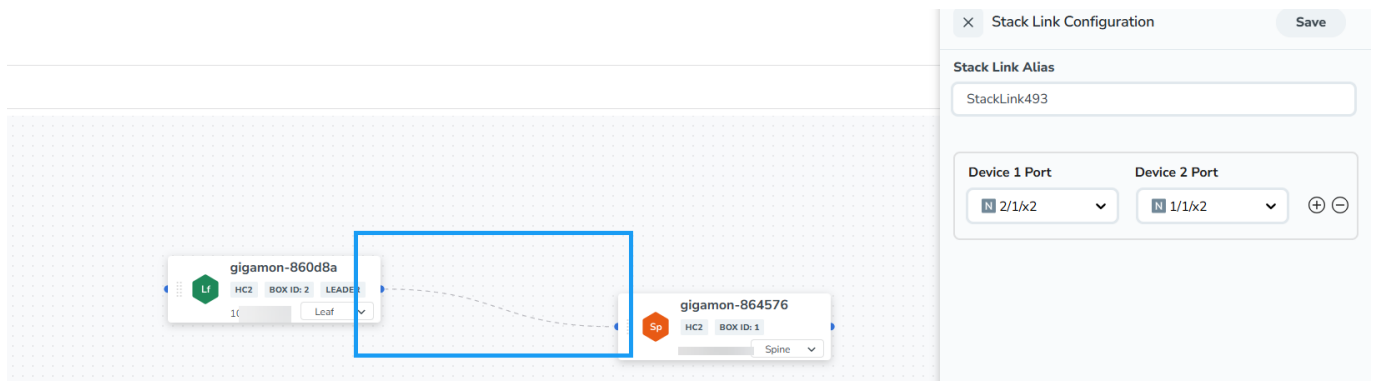 Stack Link Configuration
Save
Stack Link Alias
StackLink493
Device 1 Port
Device 2 Port
N 2/1/x2
N 1/1/x2
gigamon-860d8a
Lf
HC2 BOX ID: 2 LEADER
Leaf
gigamon-864576
Sp
HC2 BOX ID: 1
Spine